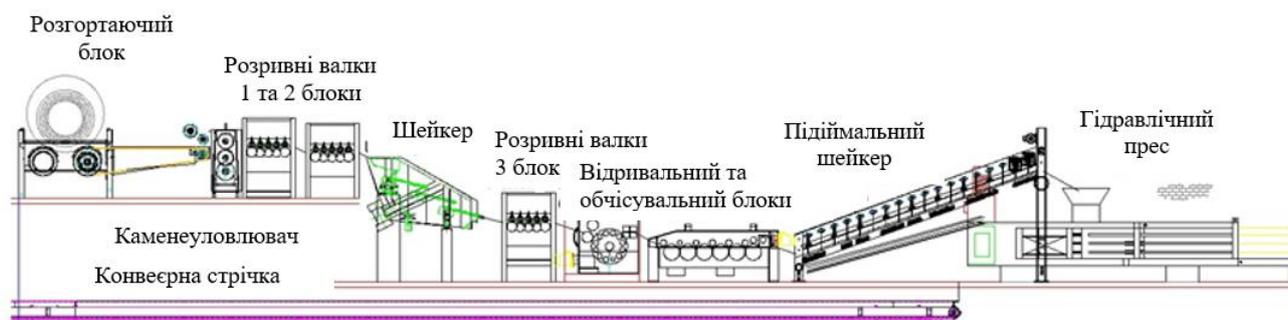 Розгортаючий
блок
Розривні валки
1 та 2 блоки
Шейкер
Розривні валки
3 блок
Відривальний та
обчісувальний блоки
Підіймальний
шейкер
Гідравлічний
прес
Каменеуловлювач
Конвеєрна стрічка